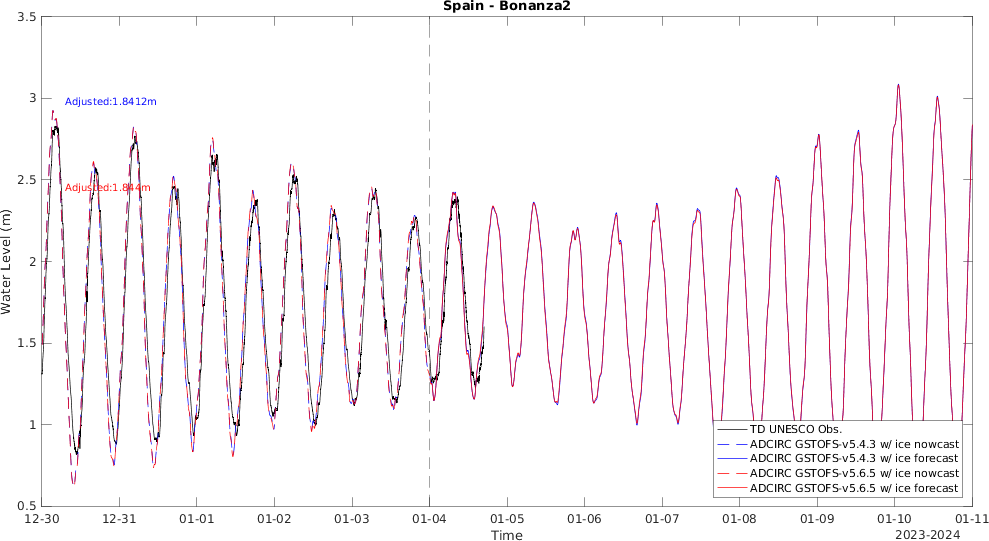 Spain - Bonanza2
3.5
3
2.5
2
1.5
1
0.5
Water Level (m)
Adjusted:1.8412m
Adjusted:1.844m
TD UNESCO Obs.
ADCIRC GSTOFS-v5.4.3 w/ ice nowcast
ADCIRC GSTOFS-v5.4.3 w/ ice forecast
ADCIRC GSTOFS-v5.6.5 w/ ice nowcast
ADCIRC GSTOFS-v5.6.5 w/ ice forecast
12-30 12-31 01-01 01-02 01-03 01-04 01-05 01-06 01-07 01-08 01-09 01-10 01-11
Time
2023-2024